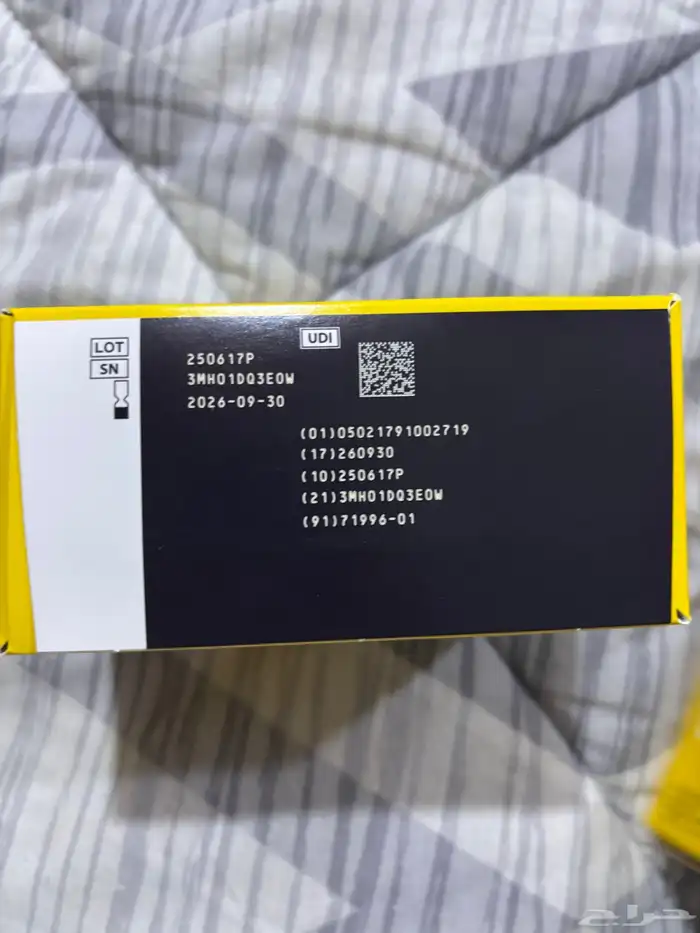 UDI
LOT
250617P
SN
3MH01DQ3E0W
2026-09-30
(01)05021791002719
(17)260930
(10)250617P
(21)3MH01DQ3E0W
(91)71996-01
حراج